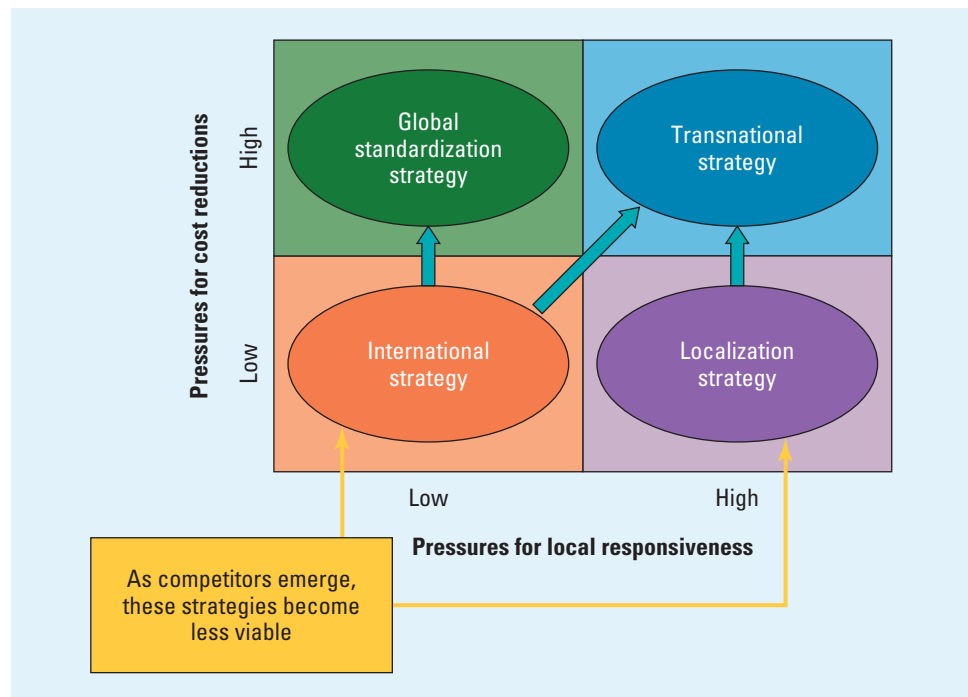 Pressures for cost reductions
High
Low
Global
standardization
strategy
Transnational
strategy
International
strategy
Localization
strategy
Low
High
Pressures for local responsiveness
As competitors emerge,
these strategies become
less viable